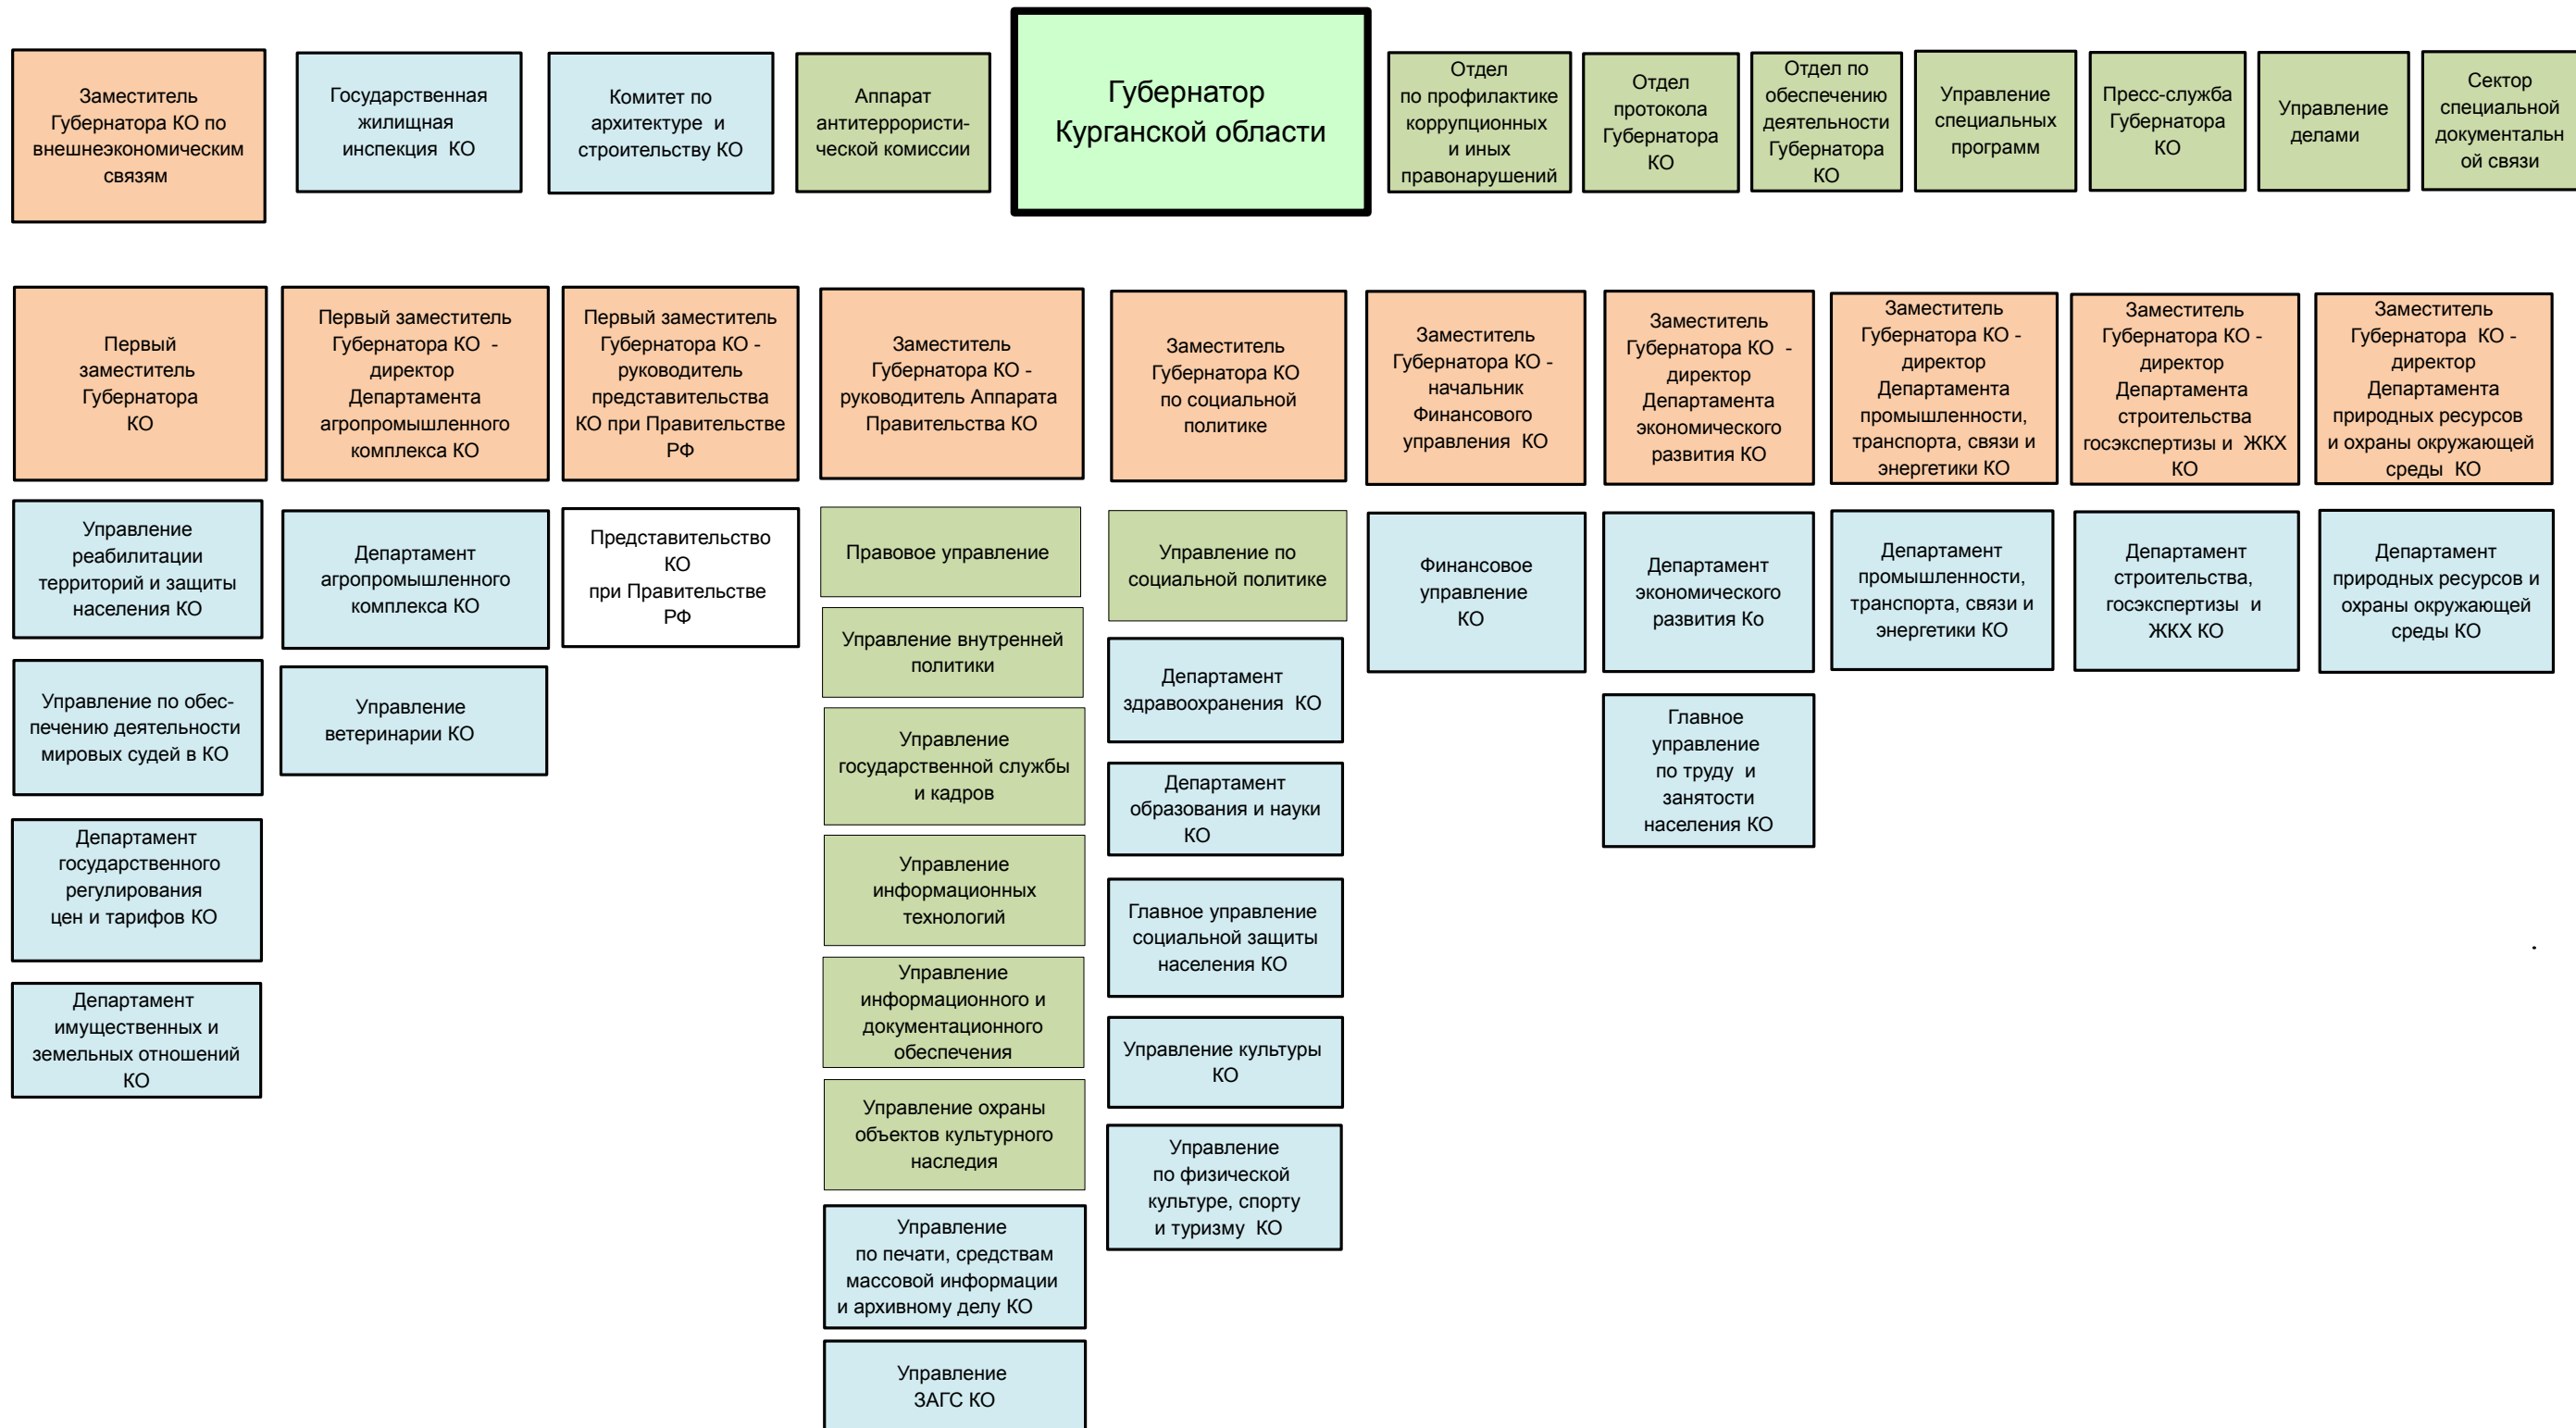 Заместитель
Губернатора КО по
внешнеэкономическим
связям
Государственная
жилищная
инспекция КО
Комитет по
архитектуре и
строительству КО
Аппарат
антитеррористи-
ческой комиссии
Губернатор
Курганской области
Отдел
по профилактике
коррупционных
и иных
правонарушений
Отдел
протокола
Губернатора
КО
Отдел по
обеспечению
деятельности
Губернатора
КО
Управление
специальных
программ
Пресс-служба
Губернатора
КО
Управление
делами
Сектор
специальной
документальн
ой связи
Первый
заместитель
Губернатора
КО
Первый заместитель
Губернатора КО -
директор
Департамента
агропромышленного
комплекса КО
Первый заместитель
Губернатора КО -
руководитель
представительства
КО при Правительстве
РФ
Заместитель
Губернатора КО -
руководитель Аппарата
Правительства КО
Заместитель
Губернатора КО
по социальной
политике
Заместитель
Губернатора КО -
начальник
Финансового
управления КО
Заместитель
Губернатора КО -
директор
Департамента
экономического
развития КО
Заместитель
Губернатора КО -
директор
Департамента
промышленности,
транспорта, связи и
энергетики КО
Заместитель
Губернатора КО -
директор
Департамента
строительства
госэкспертизы и ЖКХ
КО
Заместитель
Губернатора КО -
директор
Департамента
природных ресурсов
и охраны окружающей
среды КО
Управление
реабилитации
территорий и защиты
населения КО
Управление по обес-
печению деятельности
мировых судей в КО
Департамент
государственного
регулирования
цен и тарифов КО
Департамент
имущественных и
земельных отношений
КО
Департамент
агропромышленного
комплекса КО
Управление
ветеринарии КО
Представительство
КО
при Правительстве
РФ
Правовое управление
Управление внутренней
политики
Управление
государственной службы
и кадров
Управление
информационных
технологий
Управление
информационного и
документационного
обеспечения
Управление охраны
объектов культурного
наследия
Управление
по печати, средствам
массовой информации
и архивному делу КО
Управление
ЗАГС КО
Управление по
социальной политике
Департамент
здравоохранения КО
Департамент
образования и науки
КО
Главное управление
социальной защиты
населения КО
Управление культуры
КО
Управление
по физической
культуре, спорту
и туризму КО
Финансовое
управление
КО
Департамент
экономического
развития Ко
Главное
управление
по труду и
занятости
населения КО
Департамент
промышленности,
транспорта, связи и
энергетики КО
Департамент
строительства,
госэкспертизы и
ЖКХ КО
Департамент
природных ресурсов и
охраны окружающей
среды КО
.